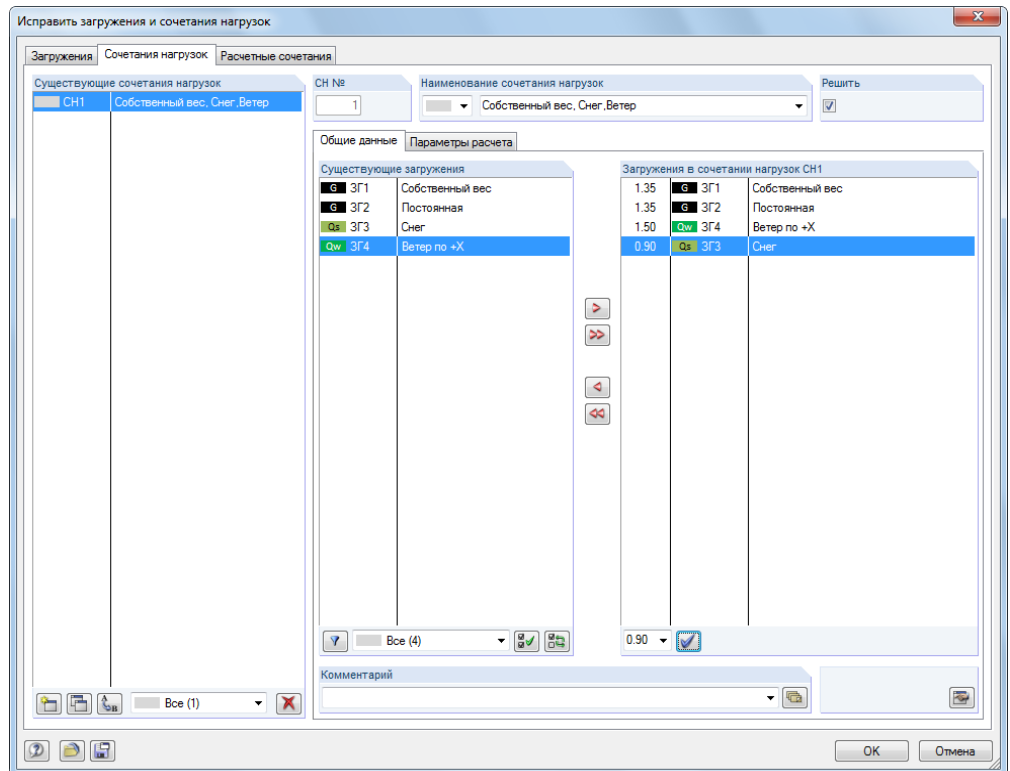 Исправить загружения и сочетания нагрузок
Загружения Сочетания нагрузок Расчетные сочетания
Существующие сочетания нагрузок
СН1 Собственный вес, Снег,Ветер
СН №
1
Наименование сочетания нагрузок
Собственный вес, Снег,Ветер
Решить
Общие данные Параметры расчета
Существующие загружения
G ЗГ1 Собственный вес
G ЗГ2 Постоянная
Qs ЗГ3 Снег
Qw ЗГ4 Ветер по +X
Загружения в сочетании нагрузок СН1
1.35 G ЗГ1 Собственный вес
1.35 G ЗГ2 Постоянная
1.50 Qw ЗГ4 Ветер по +X
0.90 Qs ЗГ3 Снег
Все (4)
0.90
Комментарий
Все (1)
OK Отмена